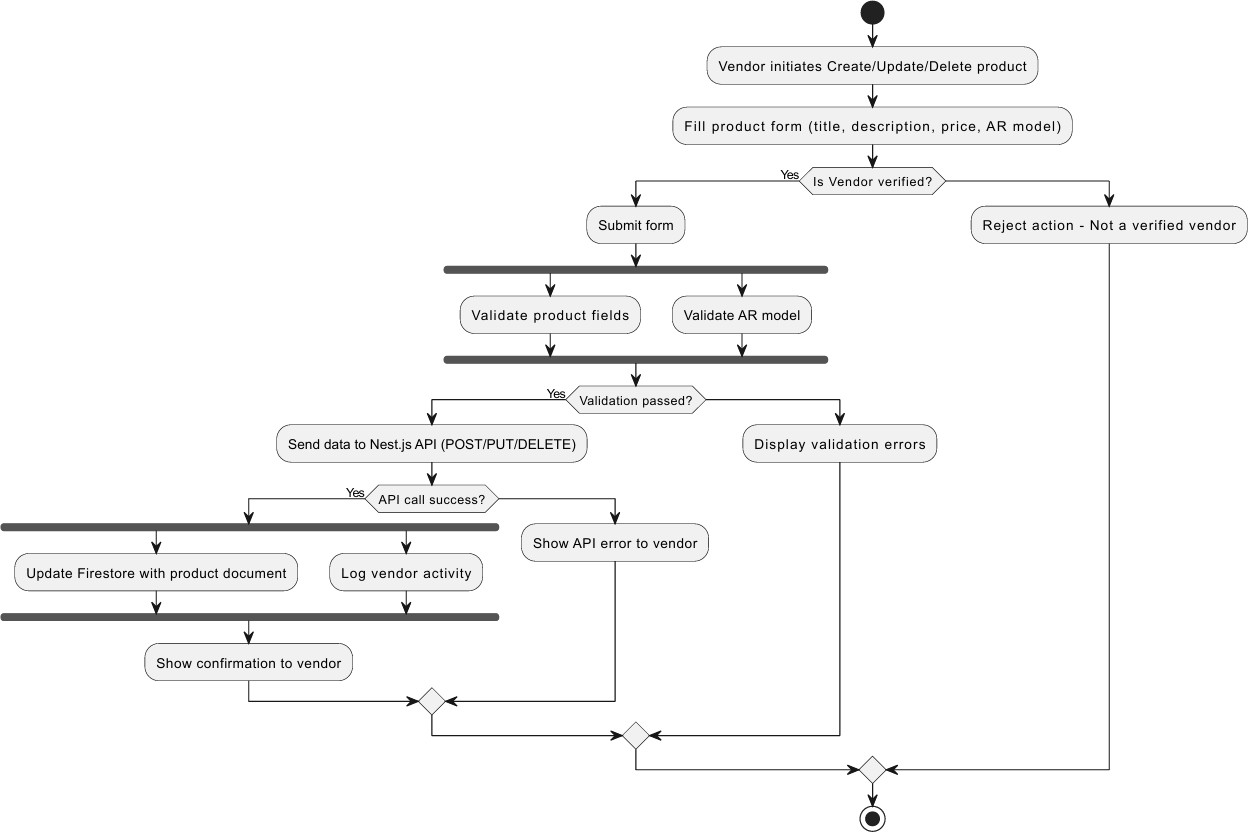 Vendor initiates Create/Update/Delete product
Fill product form (title, description, price, AR model)
Is Vendor verified?
Yes
Submit form
Reject action - Not a verified vendor
Validate product fields
Validate AR model
Validation passed?
Yes
Send data to Nest.js API (POST/PUT/DELETE)
Display validation errors
API call success?
Yes
Show API error to vendor
Update Firestore with product document
Log vendor activity
Show confirmation to vendor